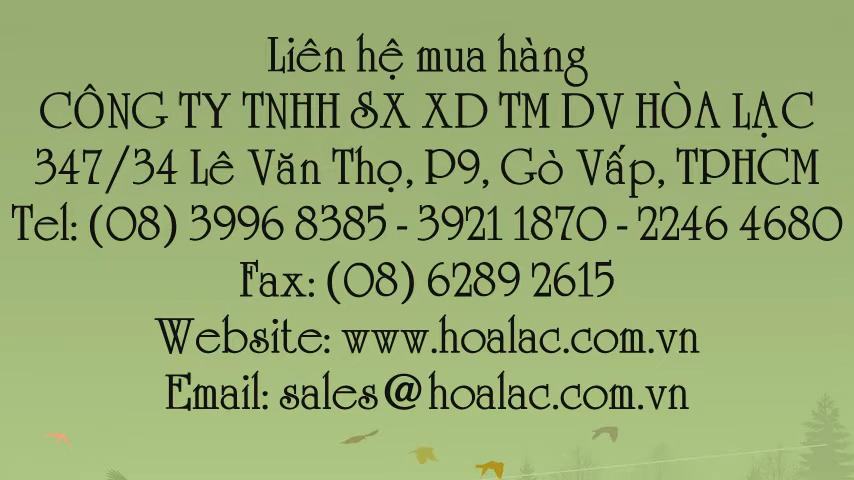 Liên hệ mua hàng
CÔNG TY TNHH SX XD TM DV HÒA LẠC
347/34 Lê Văn Thọ, P9, Gò Vấp, TPHCM
Tel: (08) 3996 8385 - 3921 1870 - 2246 4680
Fax: (08) 6289 2615
Website: www.hoalac.com.vn
Email: sales@hoalac.com.vn